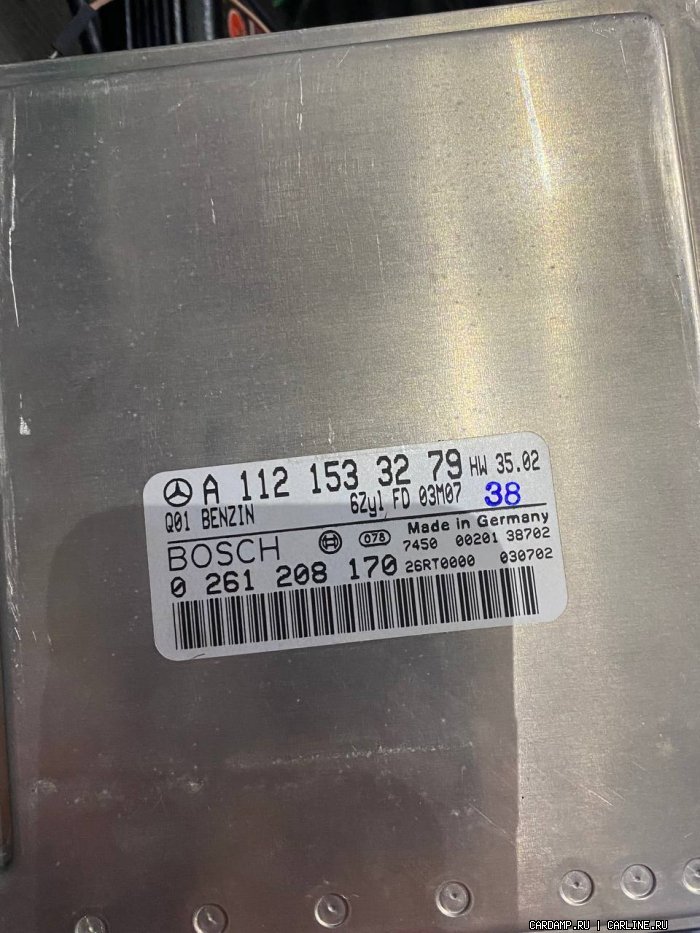 A 112 153 32 79 HW 35.02
Q01 BENZIN 6Zyl FD 03M07 38
BOSCH 078 Made in Germany
7450 00201 38702
0 261 208 170 26RT0000 030702
CARDAMP.RU | CARLINE.RU